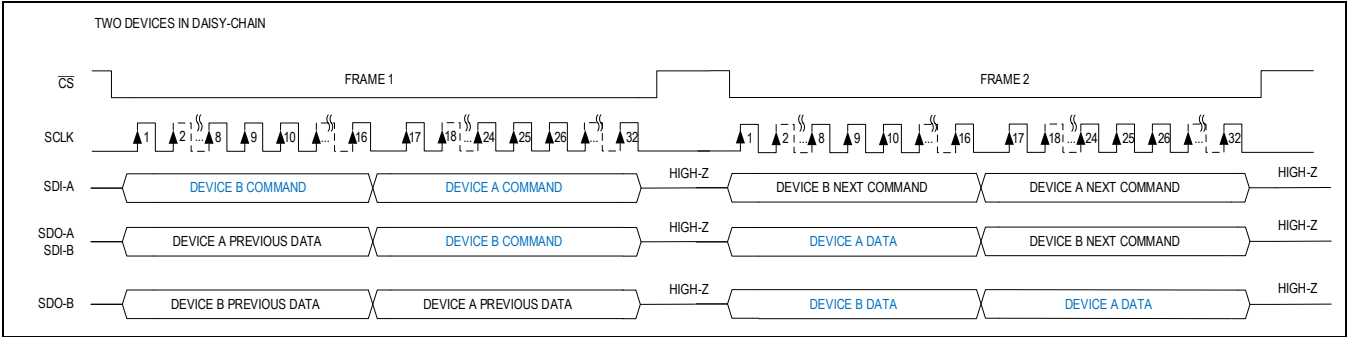 TWO DEVICES IN DAISY-CHAIN
CS FRAME 1 FRAME 2
SCLK 1 2 ... 8 9 10 ... 16 17 18 ... 24 25 26 ... 32 1 2 ... 8 9 10 ... 16 17 18 ... 24 25 26 ... 32
SDI-A DEVICE B COMMAND DEVICE A COMMAND HIGH-Z DEVICE B NEXT COMMAND DEVICE A NEXT COMMAND HIGH-Z
SDO-A
SDI-B DEVICE A PREVIOUS DATA DEVICE B COMMAND HIGH-Z DEVICE A DATA DEVICE B NEXT COMMAND HIGH-Z
SDO-B DEVICE B PREVIOUS DATA DEVICE A PREVIOUS DATA HIGH-Z DEVICE B DATA DEVICE A DATA HIGH-Z